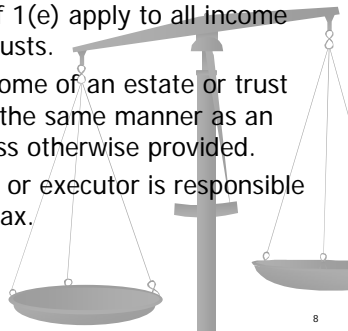 f 1(e) apply to all income
usts.
ome of an estate or trust
the same manner as an
ss otherwise provided.
or executor is responsible
ax.
8